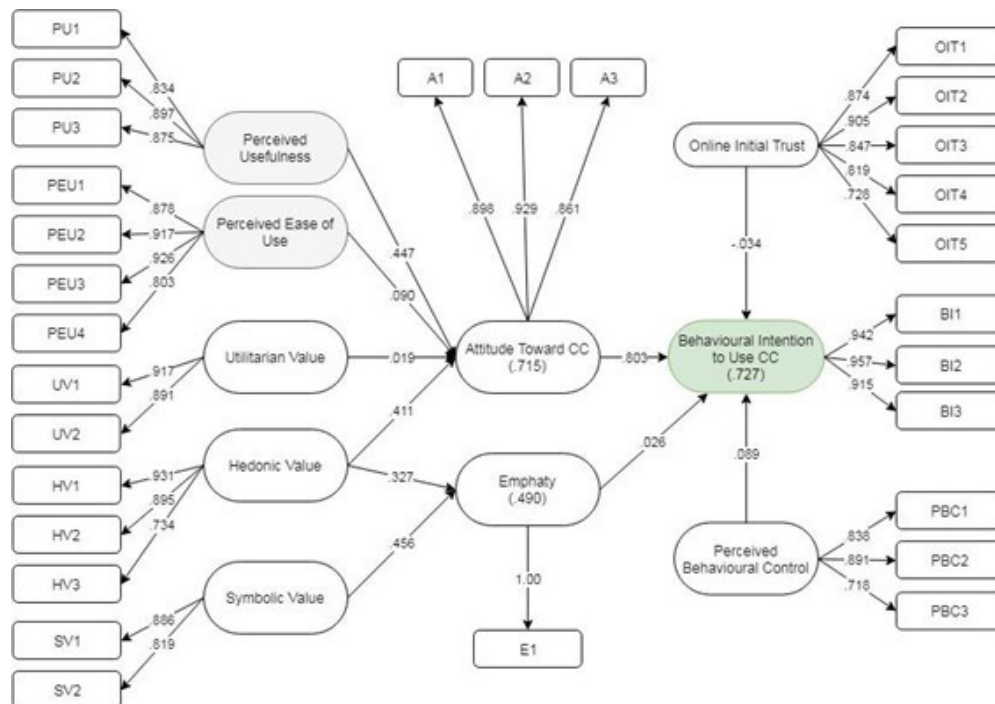 PU1
PU2
PU3
.834
.897
.875
Perceived
Usefulness
PEU1
PEU2
PEU3
PEU4
.878
.917
.926
.803
Perceived Ease of
Use
UV1
UV2
.917
.891
Utilitarian Value
HV1
HV2
HV3
.931
.895
.734
Hedonic Value
SV1
SV2
.886
.819
Symbolic Value
.447
.090
.019
.411
.327
.456
A1
A2
A3
.898
.929
.861
Attitude Toward CC
(.715)
Emphaty
(.490)
1.00
E1
.803
.026
Online Initial Trust
-.034
Behavioural Intention
to Use CC
(.727)
.089
Perceived
Behavioural Control
OIT1
OIT2
OIT3
OIT4
OIT5
.874
.905
.847
.819
.728
BI1
BI2
BI3
.942
.957
.915
PBC1
PBC2
PBC3
.838
.891
.718